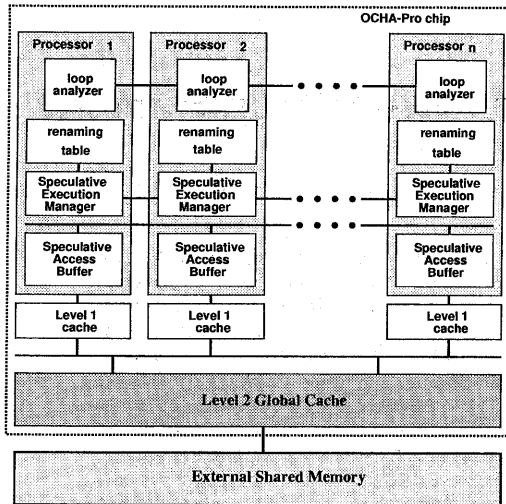 OCHA-Pro chip
Processor 1
loop
analyzer
renaming
table
Speculative
Execution
Manager
Speculative
Access
Buffer
Level 1
cache
Processor 2
loop
analyzer
renaming
table
Speculative
Execution
Manager
Speculative
Access
Buffer
Level 1
cache
Processor n
loop
analyzer
renaming
table
Speculative
Execution
Manager
Speculative
Access
Buffer
Level 1
cache
Level 2 Global Cache
External Shared Memory